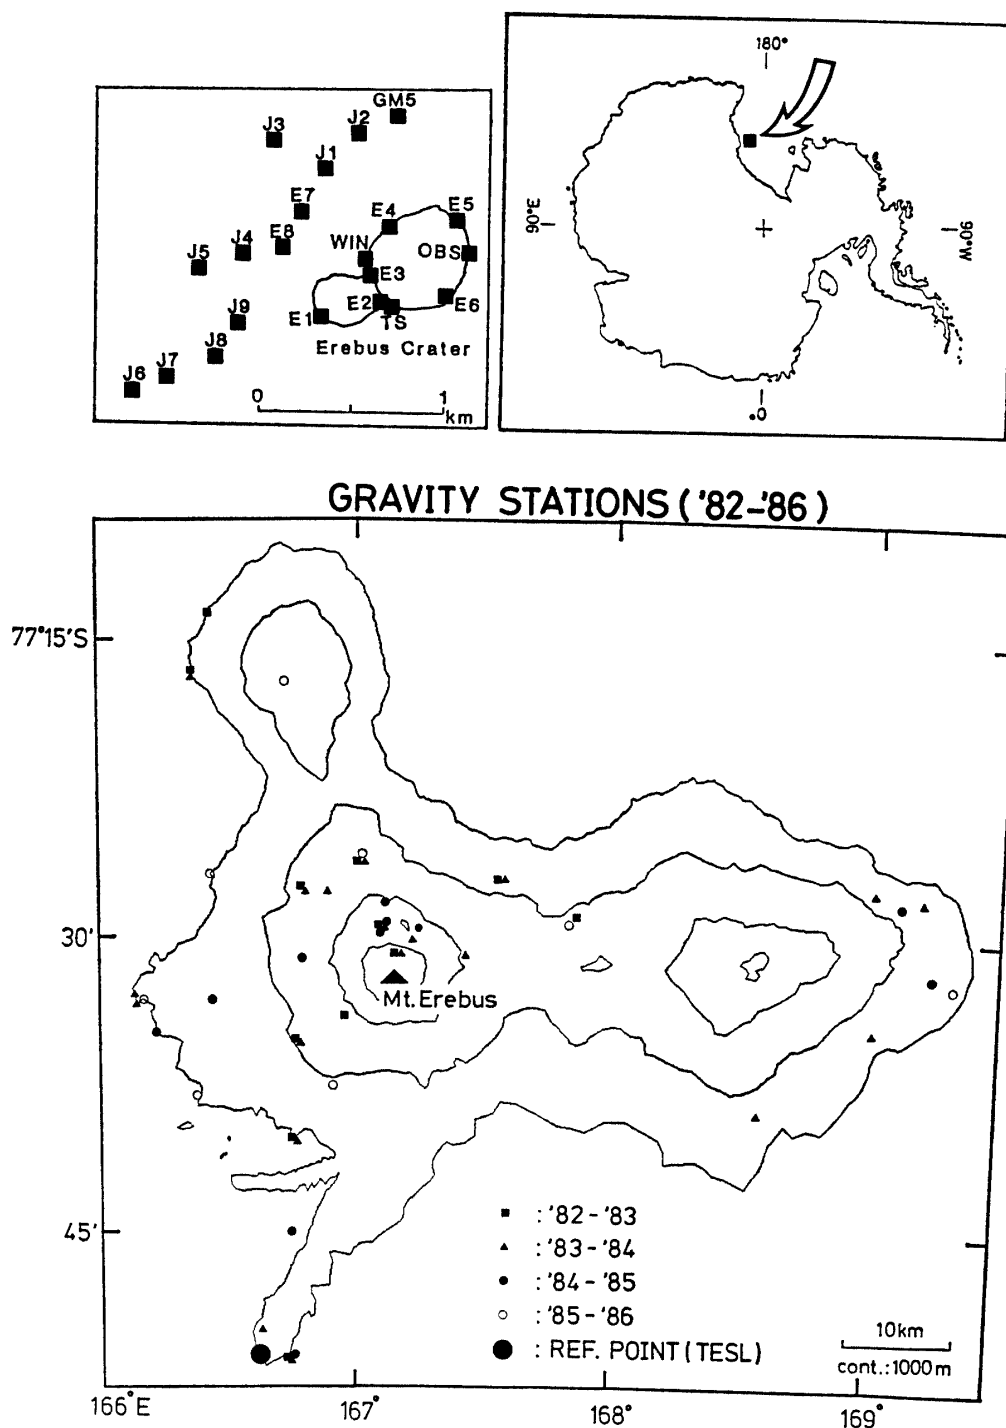 GM5
J3
J2
J1
E7
E4
E5
J4
E8
WIN
OBS
J5
E3
J9
E1
E2
TS
E6
J8
Erebus Crater
J6
J7
0
1
km
180°
90°E
90°W
0°
GRAVITY STATIONS ('82-'86)
77°15'S
30'
Mt. Erebus
45'
: '82-'83
: '83-'84
: '84-'85
: '85-'86
: REF. POINT (TESL)
10km
cont.:1000m
166°E
167°
168°
169°